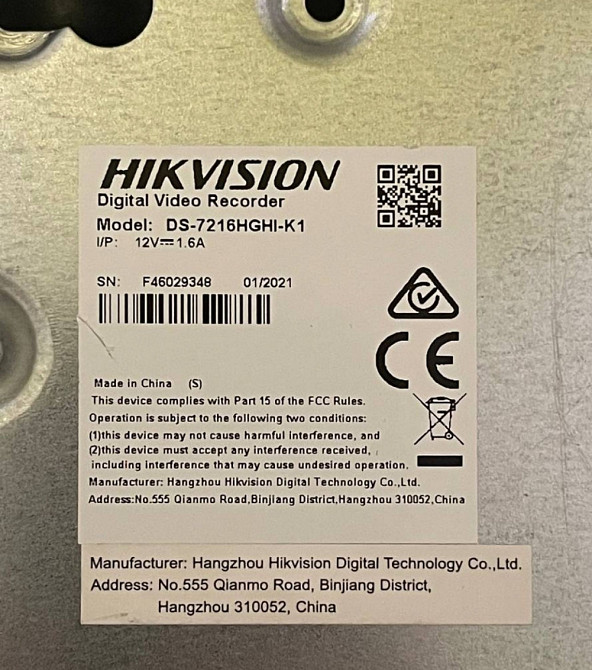 HIKVISION
Digital Video Recorder
Model: DS-7216HGHI-K1
I/P: 12V⎓1.6A
SN: F46029348 01/2021
CE
Made in China (S)
This device complies with Part 15 of the FCC Rules.
Operation is subject to the following two conditions:
(1)this device may not cause harmful interference, and
(2)this device must accept any interference received,
including interference that may cause undesired operation.
Manufacturer: Hangzhou Hikvision Digital Technology Co.,Ltd.
Address:No.555 Qianmo Road,Binjiang District,Hangzhou 310052,China
Manufacturer: Hangzhou Hikvision Digital Technology Co.,Ltd.
Address: No.555 Qianmo Road, Binjiang District,
Hangzhou 310052, China